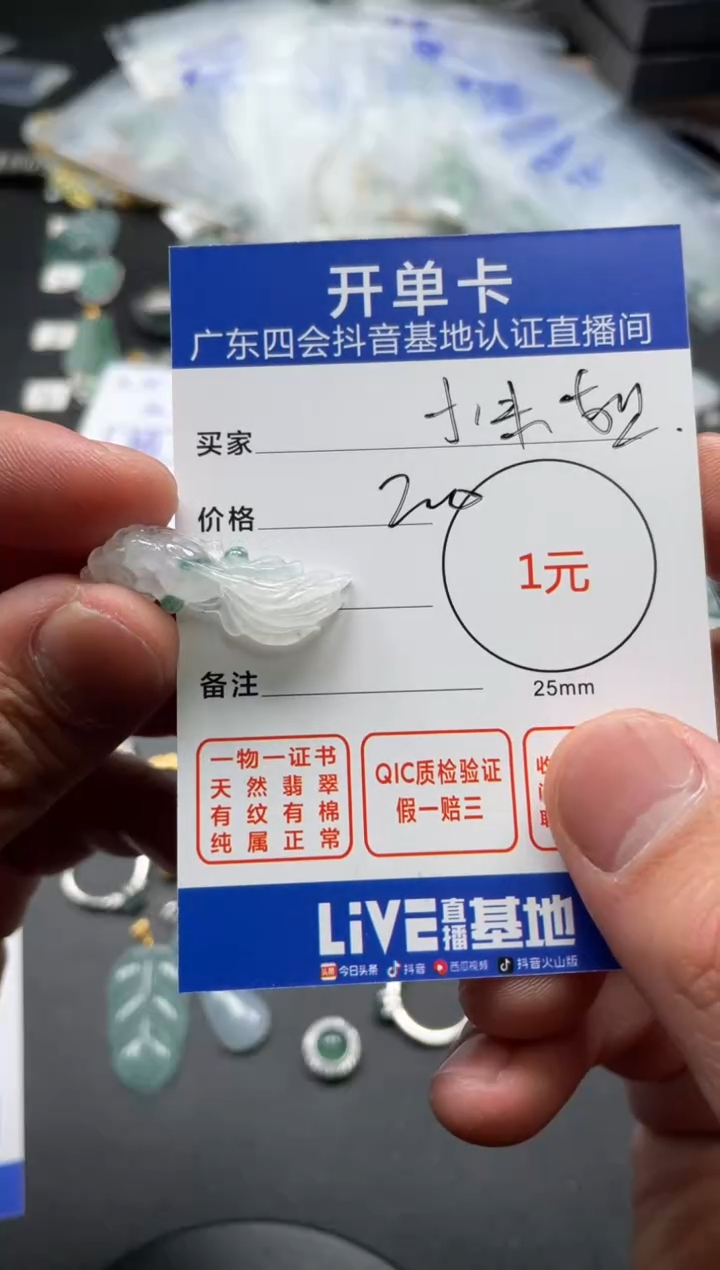 开单卡
广东四会抖音基地认证直播间
买家
价格
1元
备注
25mm
一物一证书
天然翡翠
有纹有棉
纯属正常
QIC质检验证
假一赔三
LiVE直播基地
头条 今日头条 抖音 西瓜视频 抖音火山版